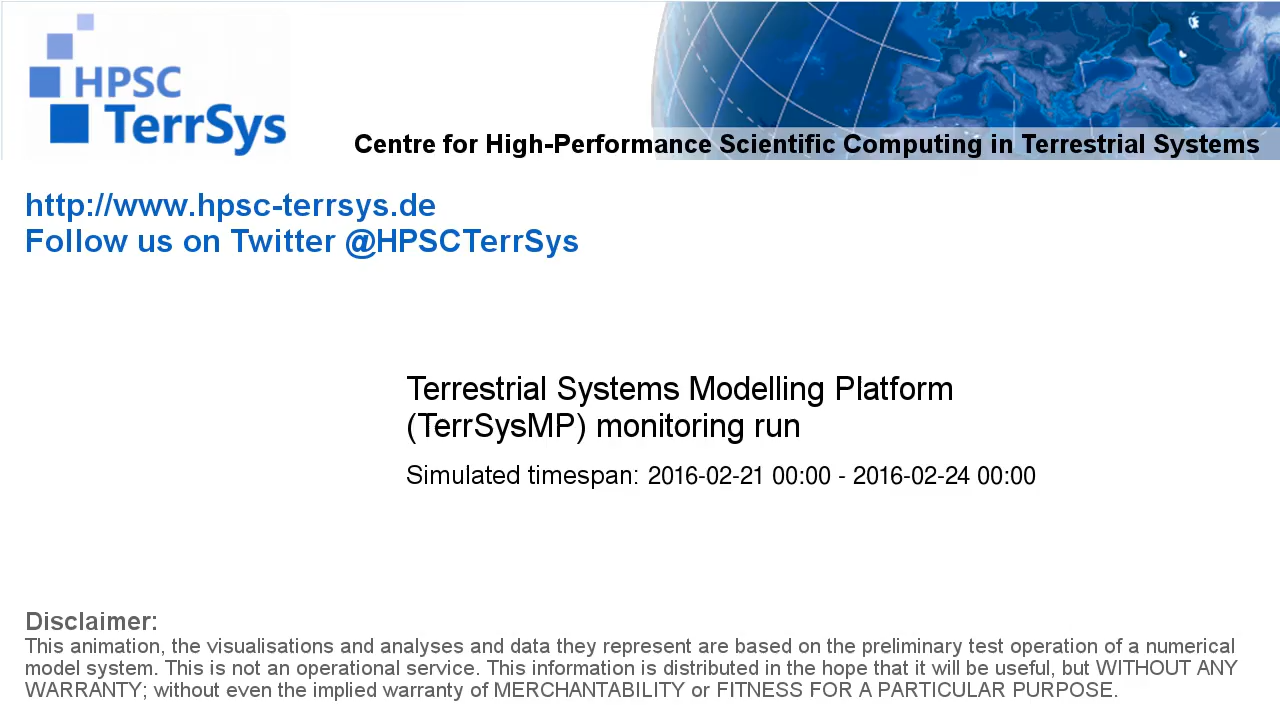 HPSC
TerrSys
Centre for High-Performance Scientific Computing in Terrestrial Systems
http://www.hpsc-terrsys.de
Follow us on Twitter @HPSCTerrSys
Terrestrial Systems Modelling Platform
(TerrSysMP) monitoring run
Simulated timespan: 2016-02-21 00:00 - 2016-02-24 00:00
Disclaimer:
This animation, the visualisations and analyses and data they represent are based on the preliminary test operation of a numerical
model system. This is not an operational service. This information is distributed in the hope that it will be useful, but WITHOUT ANY
WARRANTY; without even the implied warranty of MERCHANTABILITY or FITNESS FOR A PARTICULAR PURPOSE.